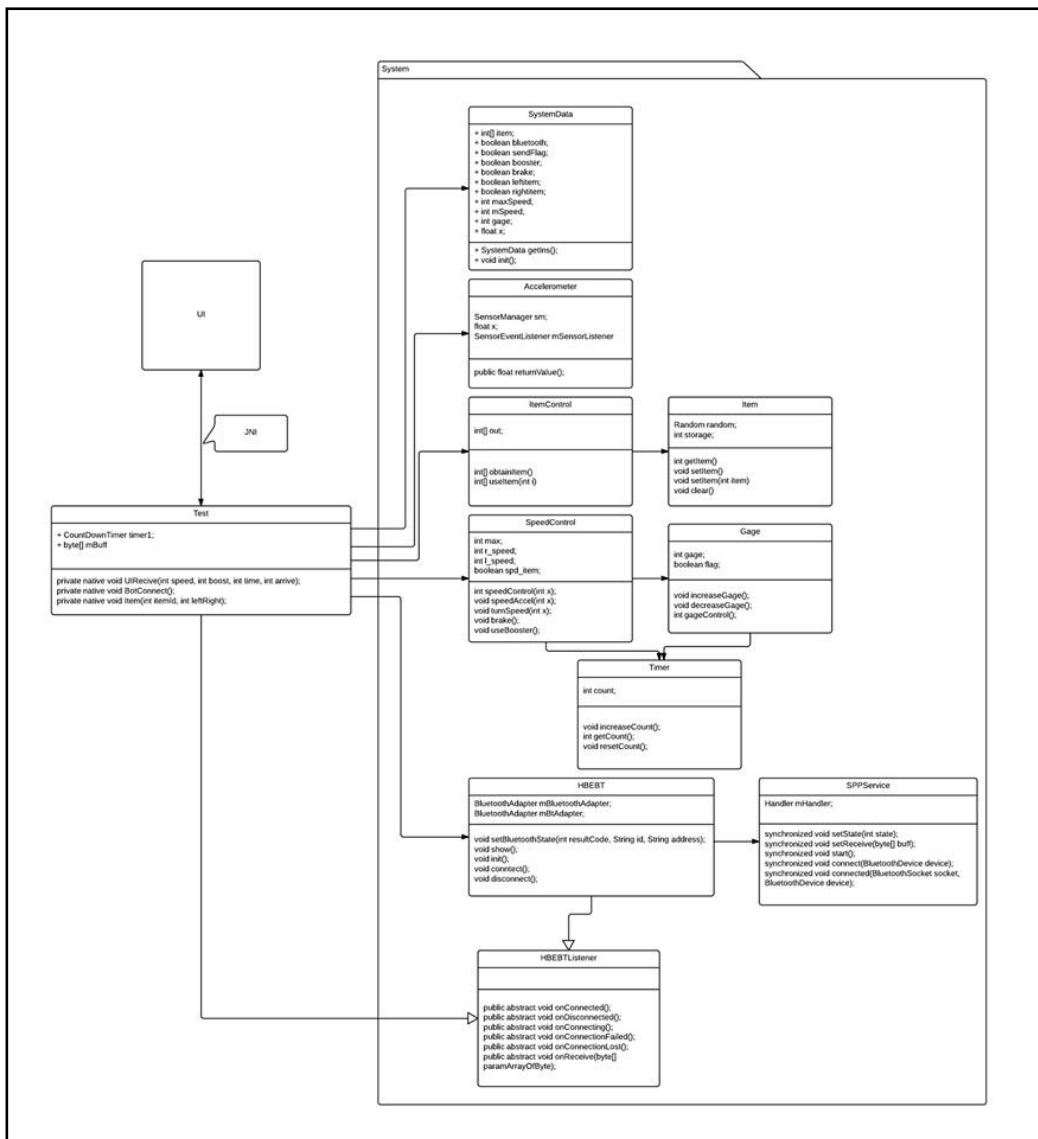 System
SystemData
+ int[] item;
+ boolean bluetooth;
+ boolean sendFlag;
+ boolean booster;
+ boolean brake;
+ boolean leftitem;
+ boolean rightitem;
+ int maxSpeed;
+ int mSpeed;
+ int gage;
+ float x;
+ SystemData getIns();
+ void init();
Accelerometer
SensorManager sm;
float x;
SensorEventListener mSensorListener
public float returnValue();
UI
JNI
ItemControl
int[] out;
int[] obtainItem()
int[] useItem(int i)
Item
Random random;
int storage;
int getItem()
void setItem()
void setItem(int item)
void clear()
Test
+ CountDownTimer timer1;
+ byte[] mBuff
private native void UIRecive(int speed, int boost, int time, int arrive);
private native void BotConnect();
private native void Item(int itemId, int leftRight);
SpeedControl
int max;
int r_speed;
int l_speed;
boolean spd_item;
int speedControl(int x);
void speedAccel(int x);
void turnSpeed(int x);
void brake();
void useBooster();
Gage
int gage;
boolean flag;
void increaseGage();
void decreaseGage();
int gageControl();
Timer
int count;
void increaseCount();
int getCount();
void resetCount();
HBEBT
BluetoothAdapter mBluetoothAdapter;
BluetoothAdapter mBtAdapter;
void setBluetoothState(int resultCode, String id, String address);
void show();
void init();
void conntect();
void disconnect();
SPPService
Handler mHandler;
synchronized void setState(int state);
synchronized void setReceive(byte[] buff);
synchronized void start();
synchronized void connect(BluetoothDevice device);
synchronized void connected(BluetoothSocket socket,
BluetoothDevice device);
HBEBTListener
public abstract void onConnected();
public abstract void onDisconnected();
public abstract void onConnecting();
public abstract void onConnectionFailed();
public abstract void onConnectionLost();
public abstract void onReceive(byte[]
paramArrayOfByte);